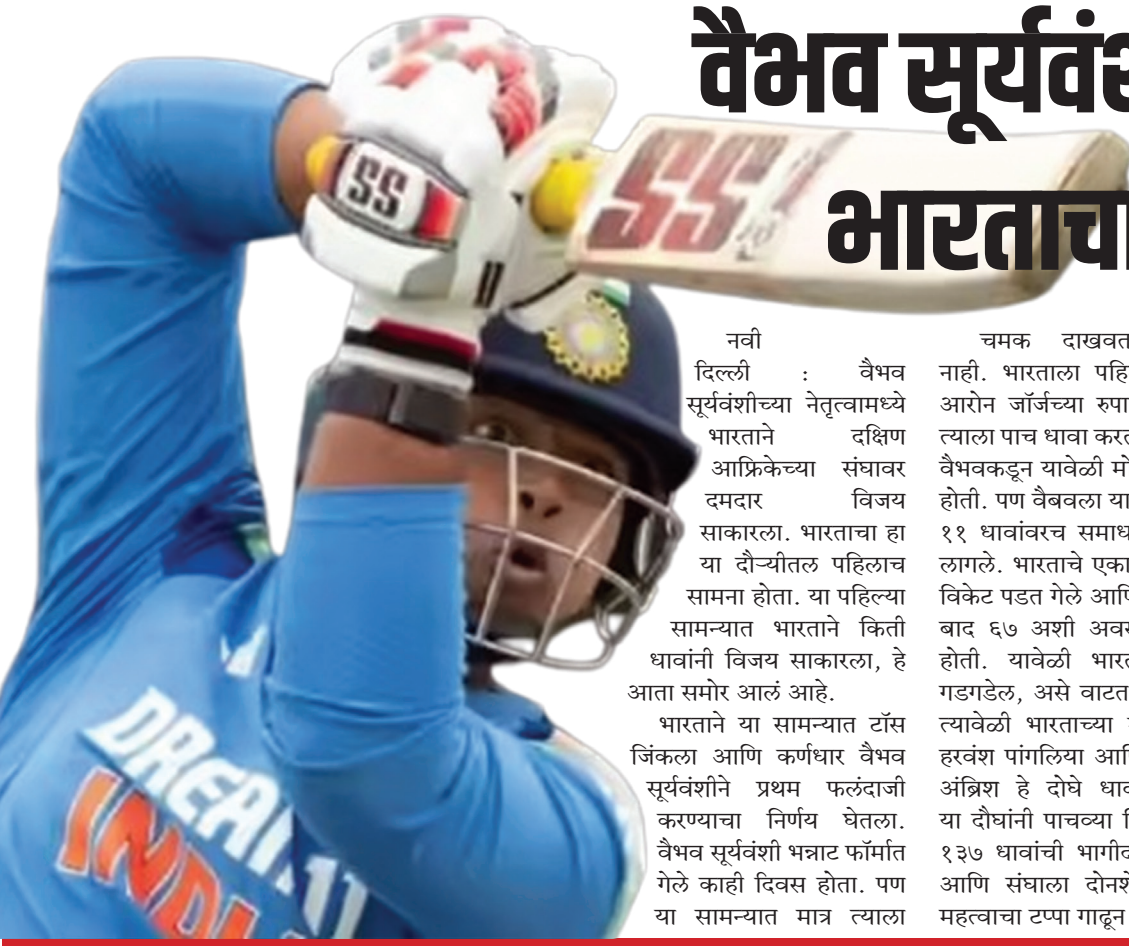 वैभव सूर्यवं
भारताचा
SS
SS
DREAM11
INDI
नवी
दिल्ली : वैभव
सूर्यवंशीच्या नेतृत्वामध्ये
भारताने दक्षिण
आफ्रिकेच्या संघावर
दमदार विजय
साकारला. भारताचा हा
या दौऱ्यीतल पहिलाच
सामना होता. या पहिल्या
सामन्यात भारताने किती
धावांनी विजय साकारला, हे
आता समोर आलं आहे.
भारताने या सामन्यात टॉस
जिंकला आणि कर्णधार वैभव
सूर्यवंशीने प्रथम फलंदाजी
करण्याचा निर्णय घेतला.
वैभव सूर्यवंशी भन्नाट फॉर्मात
गेले काही दिवस होता. पण
या सामन्यात मात्र त्याला
चमक दाखवत
नाही. भारताला पहि
आरोन जॉर्जच्या रुपा
त्याला पाच धावा कर
वैभवकडून यावेळी मो
होती. पण वैबवला या
११ धावांवरच समाध
लागले. भारताचे एका
विकेट पडत गेले आणि
बाद ६७ अशी अवस
होती. यावेळी भारत
गडगडेल, असे वाटत
त्यावेळी भारताच्या
हरवंश पांगलिया आणि
अंब्रिश हे दोघे धाव
या दौघांनी पाचव्या
१३७ धावांची भागीद
आणि संघाला दोनशे
महत्वाचा टप्पा गाढून